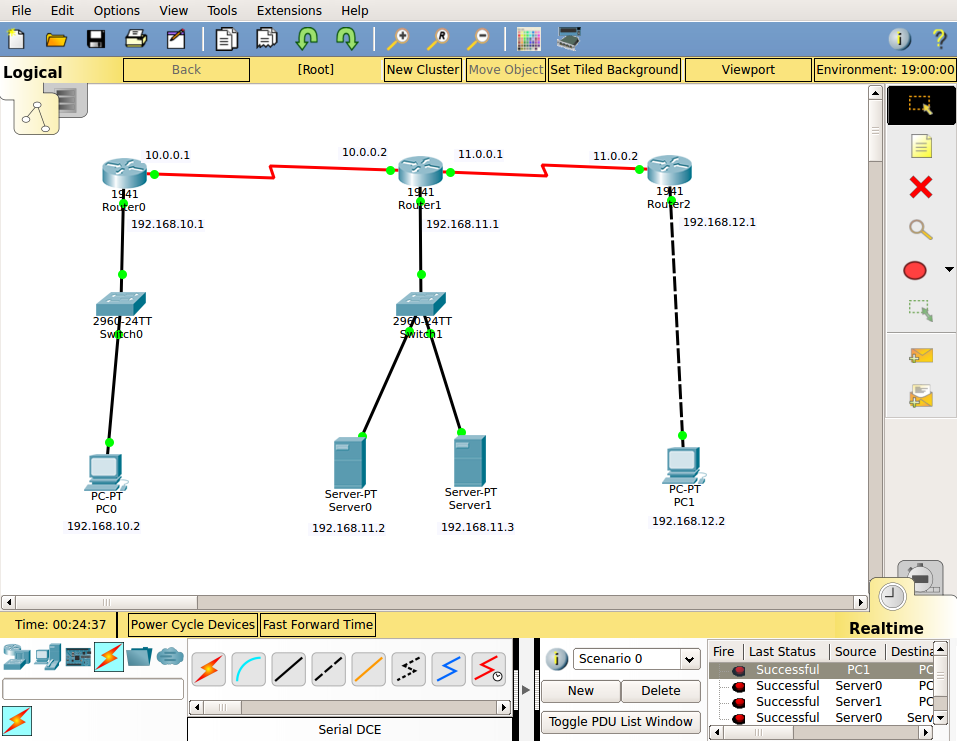 File Edit Options View Tools Extensions Help
Logical
Back
[Root]
New Cluster
Move Object
Set Tiled Background
Viewport
Environment: 19:00:00
10.0.0.1
10.0.0.2
11.0.0.1
11.0.0.2
1941
Router0
1941
Router1
1941
Router2
192.168.10.1
192.168.11.1
192.168.12.1
2960-24TT
Switch0
2960-24TT
Switch1
PC-PT
PC0
192.168.10.2
Server-PT
Server0
192.168.11.2
Server-PT
Server1
192.168.11.3
PC-PT
PC1
192.168.12.2
Time: 00:24:37
Power Cycle Devices
Fast Forward Time
Realtime
Scenario 0
New
Delete
Toggle PDU List Window
Serial DCE
Fire Last Status Source Destina
Successful PC1 PC
Successful Server0 PC
Successful Server1 PC
Successful Server0 Serv